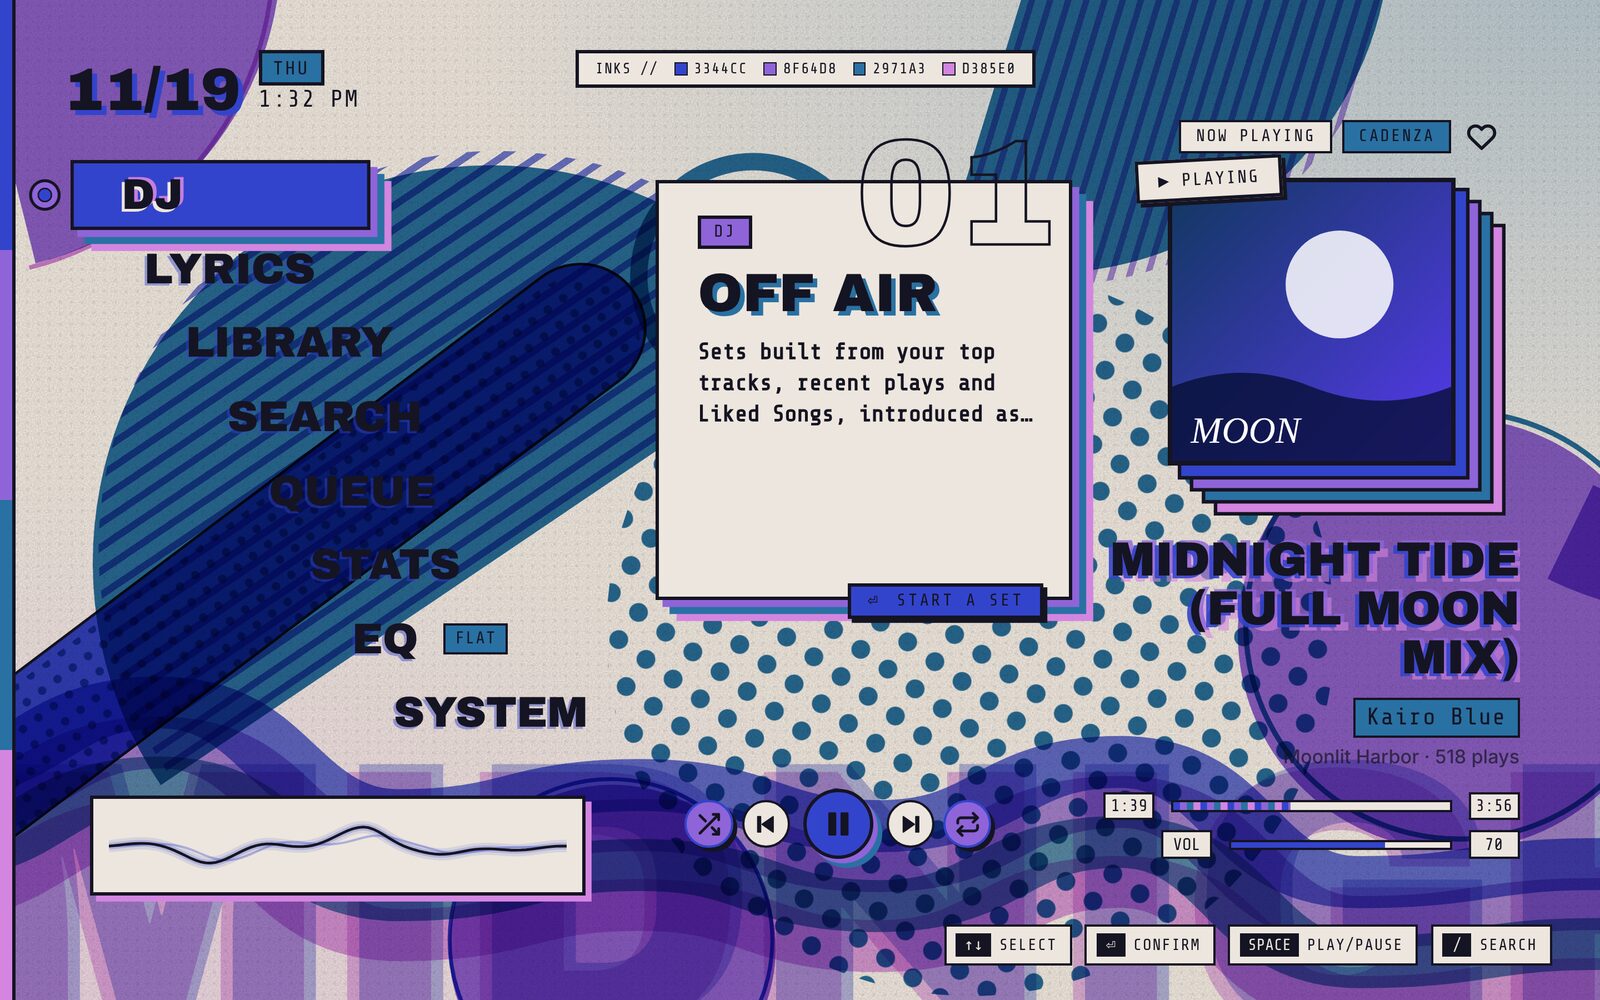 11/19
THU
1:32 PM
INKS // 3344CC 8F64D8 2971A3 D385E0
NOW PLAYING
CADENZA
▶ PLAYING
DJ
LYRICS
LIBRARY
SEARCH
QUEUE
STATS
EQ
FLAT
SYSTEM
01
DJ
OFF AIR
Sets built from your top
tracks, recent plays and
Liked Songs, introduced as…
⏎ START A SET
MOON
MIDNIGHT TIDE
(FULL MOON
MIX)
Kairo Blue
Moonlit Harbor · 518 plays
1:39
3:56
VOL
70
↑↓ SELECT
⏎ CONFIRM
SPACE PLAY/PAUSE
/ SEARCH